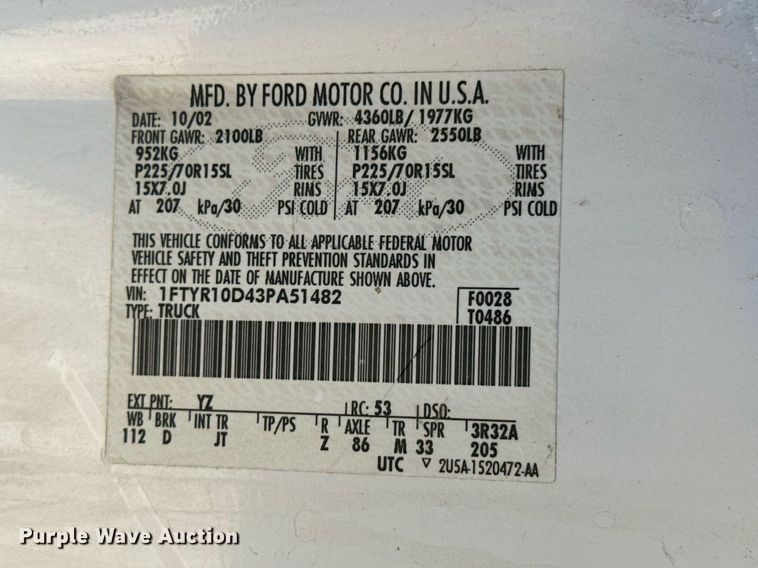 MFD. BY FORD MOTOR CO. IN U.S.A.
DATE: 10/02 GVWR: 4360LB/ 1977KG
FRONT GAWR: 2100LB REAR GAWR: 2550LB
952KG WITH 1156KG WITH
P225/70R15SL TIRES P225/70R15SL TIRES
15X7.0J RIMS 15X7.0J RIMS
AT 207 kPa/30 PSI COLD AT 207 kPa/30 PSI COLD
THIS VEHICLE CONFORMS TO ALL APPLICABLE FEDERAL MOTOR
VEHICLE SAFETY AND THEFT PREVENTION STANDARDS IN
EFFECT ON THE DATE OF MANUFACTURE SHOWN ABOVE.
VIN: 1FTYR10D43PA51482 F0028
TYPE: TRUCK T0486
EXT PNT: YZ RC: 53 DSO:
WB BRK INT TR TP/PS R AXLE TR SPR 3R32A
112 D JT Z 86 M 33 205
UTC ▽ 2U5A-1520472-AA
Purple Wave Auction